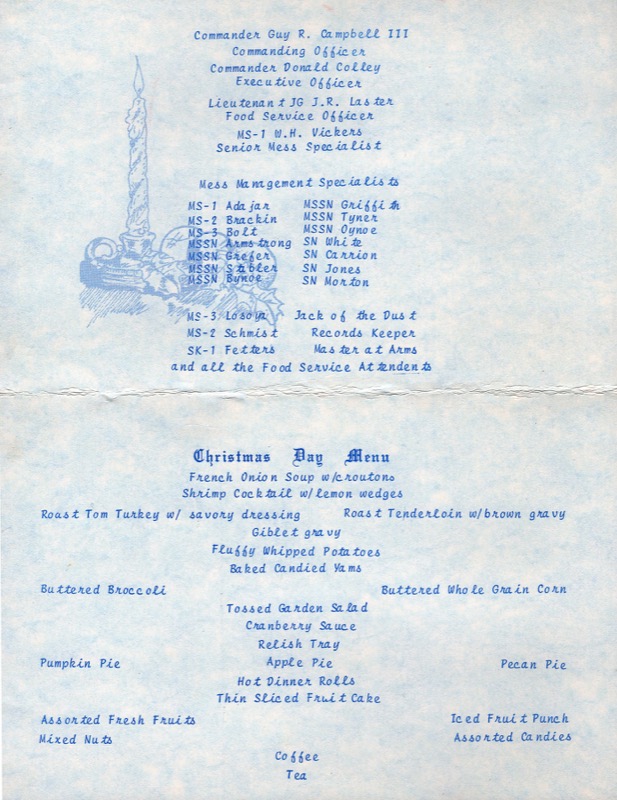 Commander Guy R. Campbell III
Commanding Officer
Commander Donald Colley
Executive Officer
Lieutenant JG J.R. Laster
Food Service Officer
MS-1 W.H. Vickers
Senior Mess Specialist
Mess Management Specialists
MS-1 Adajar MSSN Griffith
MS-2 Brackin MSSN Tyner
MS-3 Bolt MSSN Oynoe
MSSN Armstrong SN White
MSSN Grefer SN Carrion
MSSN Stabler SN Jones
MSSN Bynoe SN Morton
MS-3 Losoya Jack of the Dust
MS-2 Schmist Records Keeper
SK-1 Fetters Master at Arms
and all the Food Service Attendents
Christmas Day Menu
French Onion Soup w/croutons
Shrimp Cocktail w/lemon wedges
Roast Tom Turkey w/ savory dressing Roast Tenderloin w/brown gravy
Giblet gravy
Fluffy Whipped Potatoes
Baked Candied Yams
Buttered Broccoli Buttered Whole Grain Corn
Tossed Garden Salad
Cranberry Sauce
Relish Tray
Pumpkin Pie Apple Pie Pecan Pie
Hot Dinner Rolls
Thin Sliced Fruit Cake
Assorted Fresh Fruits Iced Fruit Punch
Mixed Nuts Assorted Candies
Coffee
Tea